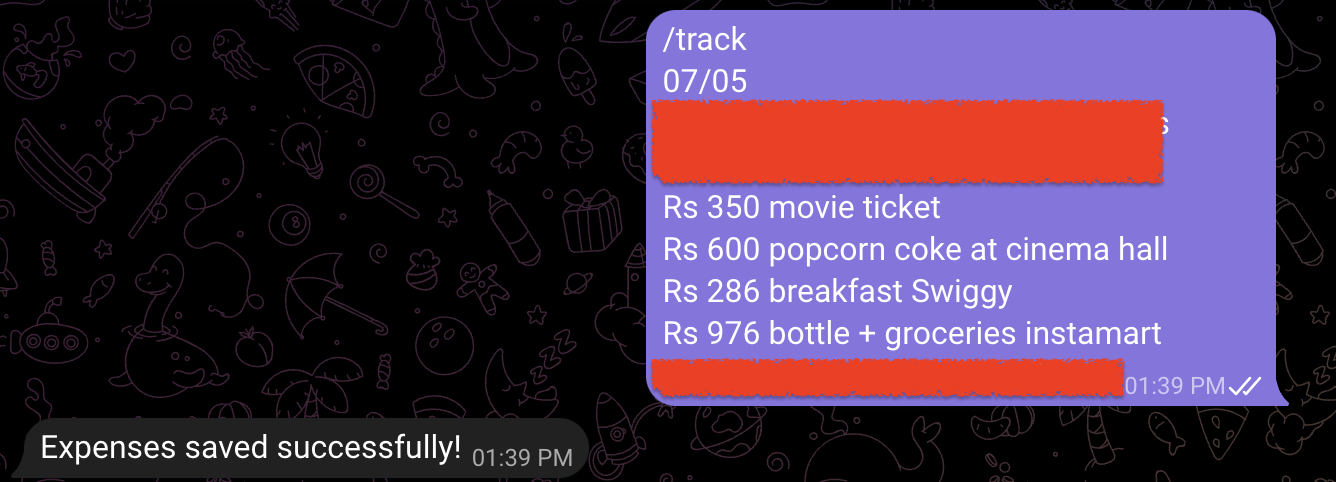 /track
07/05
Rs 350 movie ticket
Rs 600 popcorn coke at cinema hall
Rs 286 breakfast Swiggy
Rs 976 bottle + groceries instamart
01:39 PM
Expenses saved successfully! 01:39 PM